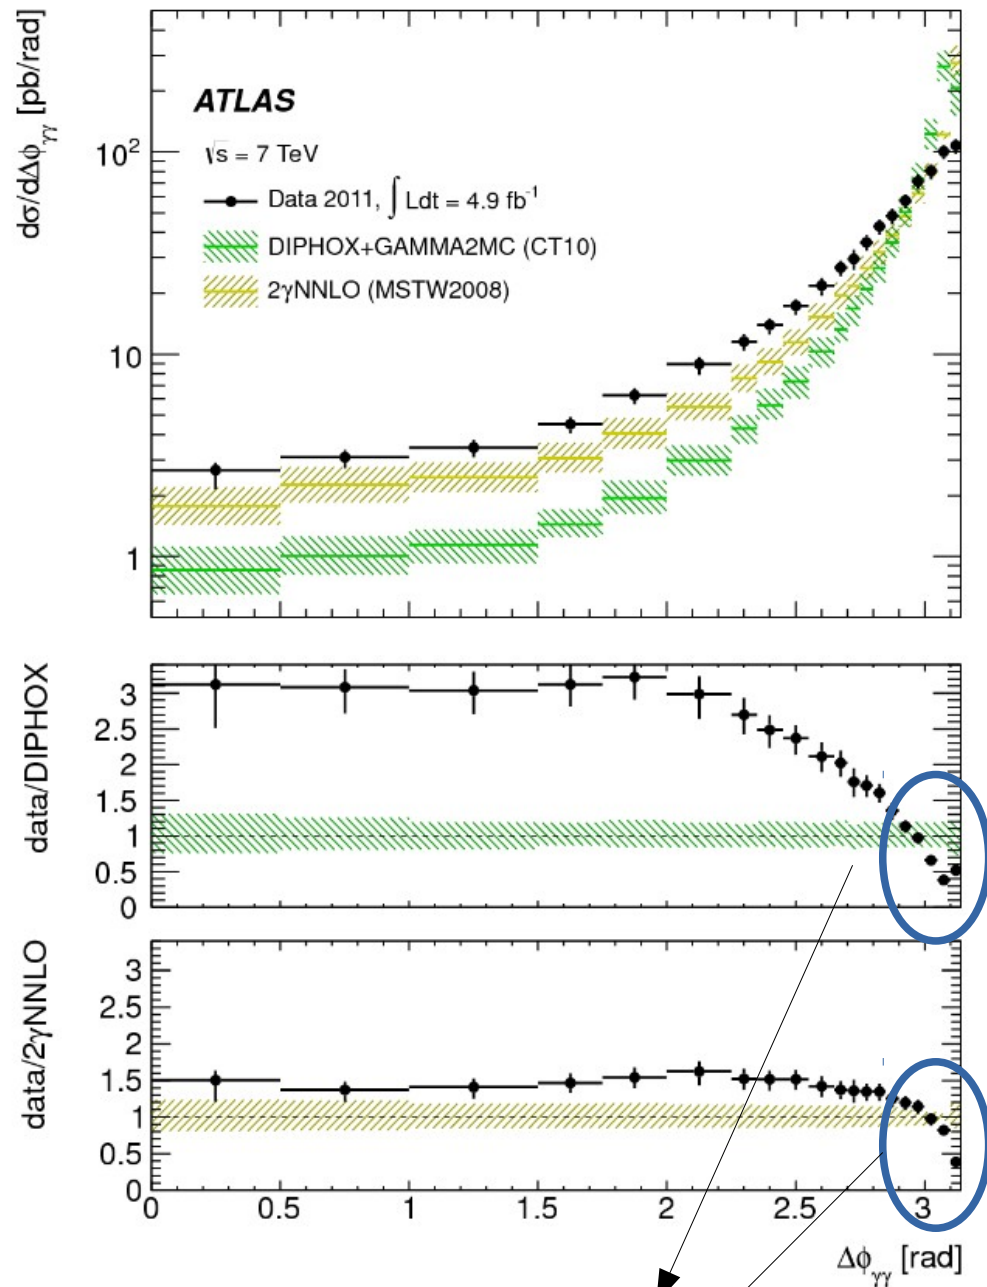 dσ/dΔϕγγ [pb/rad]
10²
10
1
ATLAS
√s = 7 TeV
Data 2011, ∫ Ldt = 4.9 fb⁻¹
DIPHOX+GAMMA2MC (CT10)
2γNNLO (MSTW2008)
data/DIPHOX
3
2.5
2
1.5
1
0.5
0
data/2γNNLO
3
2.5
2
1.5
1
0.5
0
0 0.5 1 1.5 2 2.5 3
Δϕγγ [rad]